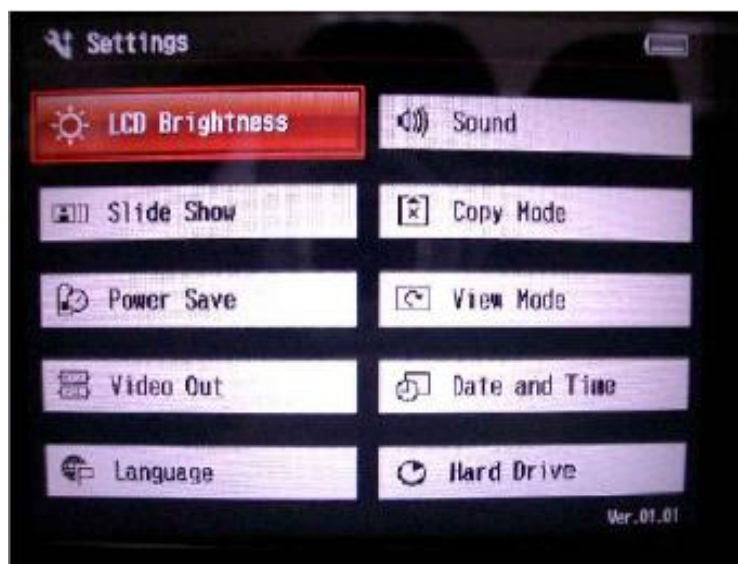 Settings
LCD Brightness
Sound
Slide Show
Copy Mode
Power Save
View Mode
Video Out
Date and Time
Language
Hard Drive
Ver.01.01